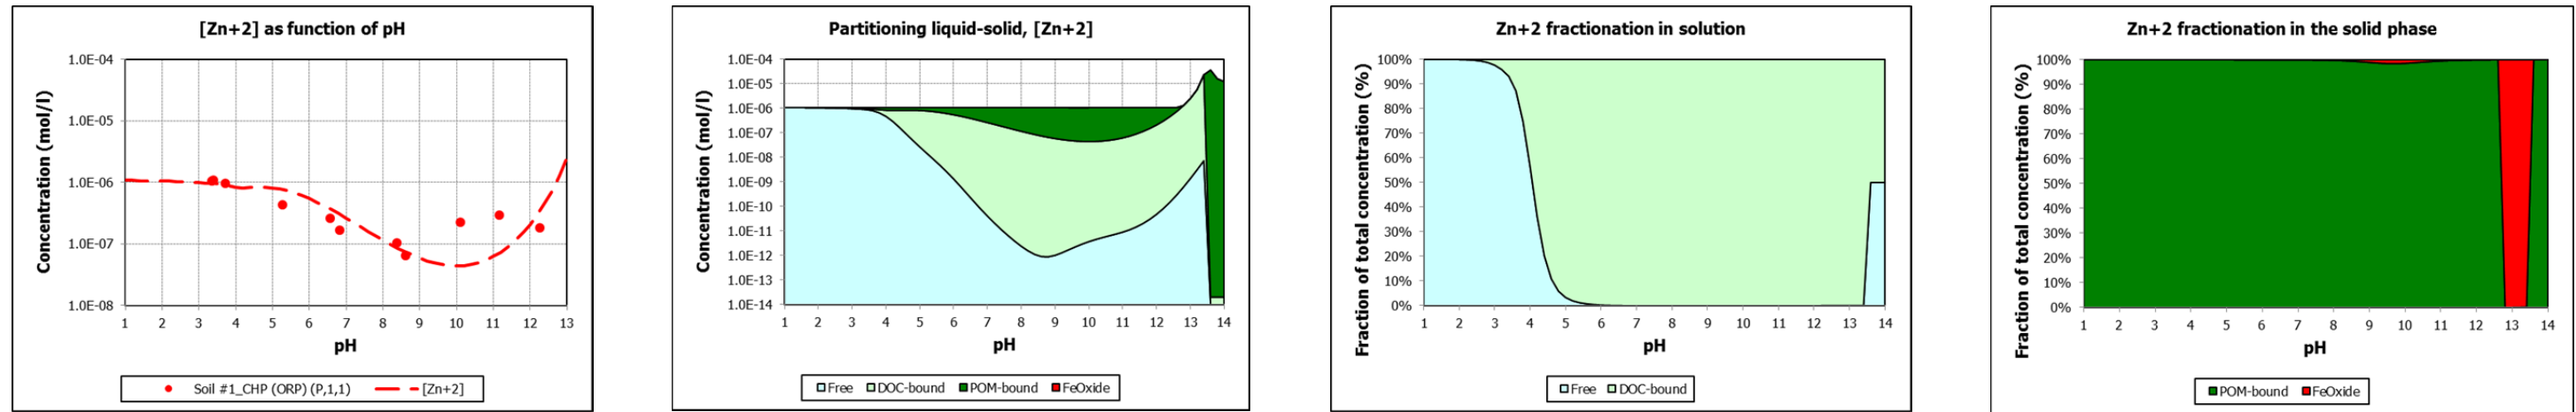 [Zn+2] as function of pH
Concentration (mol/l)
1.0E-04
1.0E-05
1.0E-06
1.0E-07
1.0E-08
1 2 3 4 5 6 7 8 9 10 11 12 13
pH
Soil #1_CHP (ORP) (P,1,1) [Zn+2]
Partitioning liquid-solid, [Zn+2]
Concentration (mol/l)
1.0E-04
1.0E-05
1.0E-06
1.0E-07
1.0E-08
1.0E-09
1.0E-10
1.0E-11
1.0E-12
1.0E-13
1.0E-14
1 2 3 4 5 6 7 8 9 10 11 12 13 14
pH
Free DOC-bound POM-bound FeOxide
Zn+2 fractionation in solution
Fraction of total concentration (%)
100%
90%
80%
70%
60%
50%
40%
30%
20%
10%
0%
1 2 3 4 5 6 7 8 9 10 11 12 13 14
pH
Free DOC-bound
Zn+2 fractionation in the solid phase
Fraction of total concentration (%)
100%
90%
80%
70%
60%
50%
40%
30%
20%
10%
0%
1 2 3 4 5 6 7 8 9 10 11 12 13 14
pH
POM-bound FeOxide